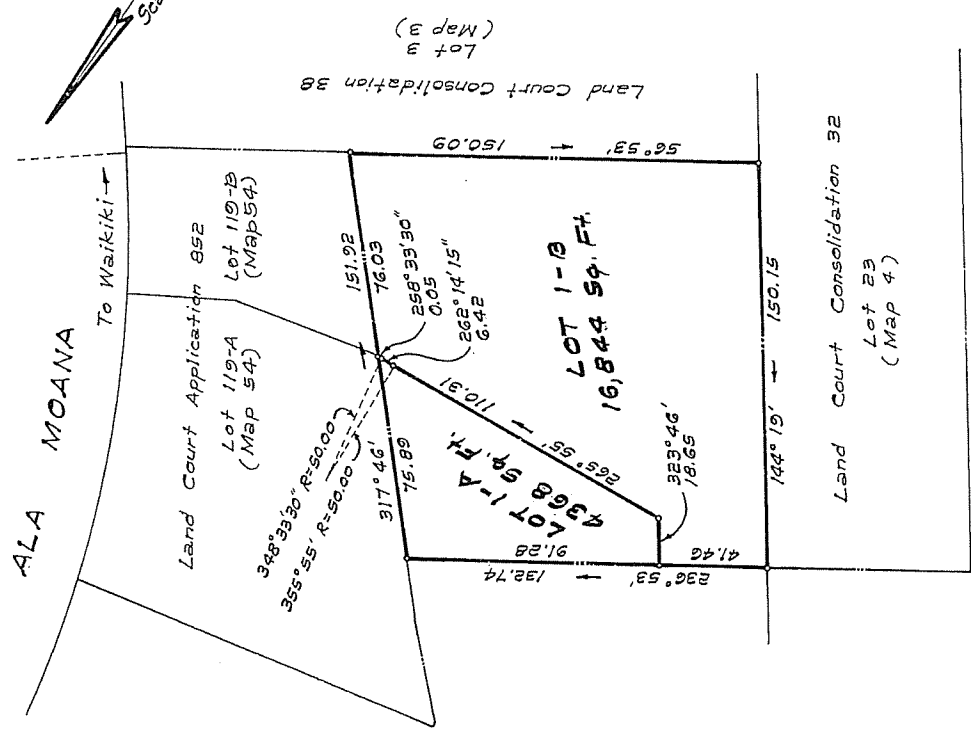 Land Court Consolidation 38
Lot 3
(Map 3)
ALA MOANA
To Waikiki
Land Court Application 852
Lot 119-A
(Map 54)
Lot 119-B
(Map 54)
348°33'30" R=50.00
355°55' R=50.00
317°46'
75.89
151.92
76.03
258°33'30"
0.05
262°14'15"
6.42
150.09
56°53'
LOT 1-B
16,844 Sq. Ft.
LOT 1-A
4368 Sq. Ft.
265°55'
110.31
323°46'
18.65
132.74
91.28
236°53'
41.46
144°19'
150.15
Land Court Consolidation 32
Lot 23
(Map 4)